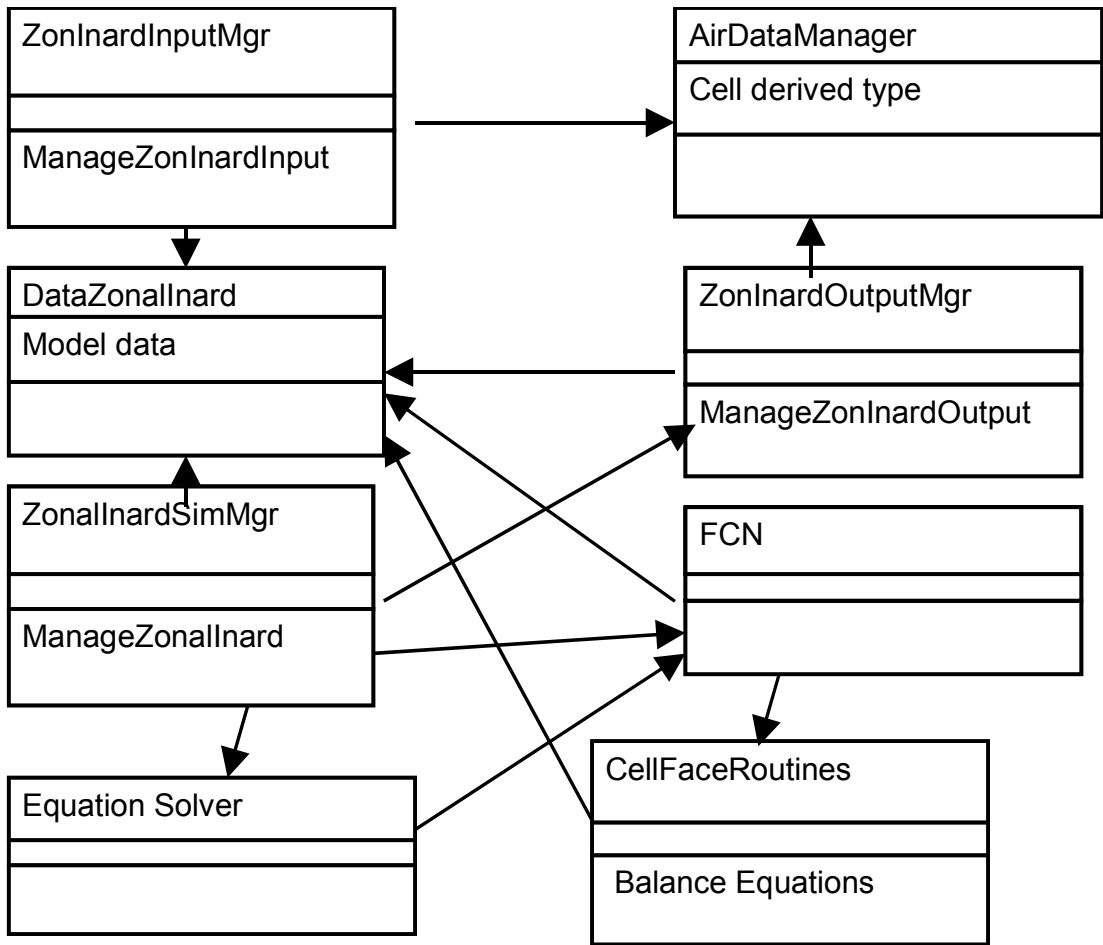 ZonInardInputMgr
ManageZonInardInput
AirDataManager
Cell derived type
DataZonalInard
Model data
ZonInardOutputMgr
ManageZonInardOutput
ZonalInardSimMgr
ManageZonalInard
FCN
Equation Solver
CellFaceRoutines
Balance Equations